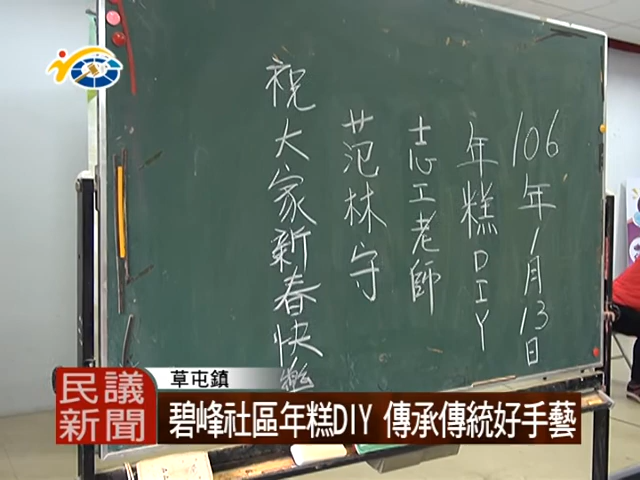 106年1月13日
年糕DIY
志工老師
范林守
祝大家新春快樂
草屯鎮
民議新聞
碧峰社區年糕DIY 傳承傳統好手藝